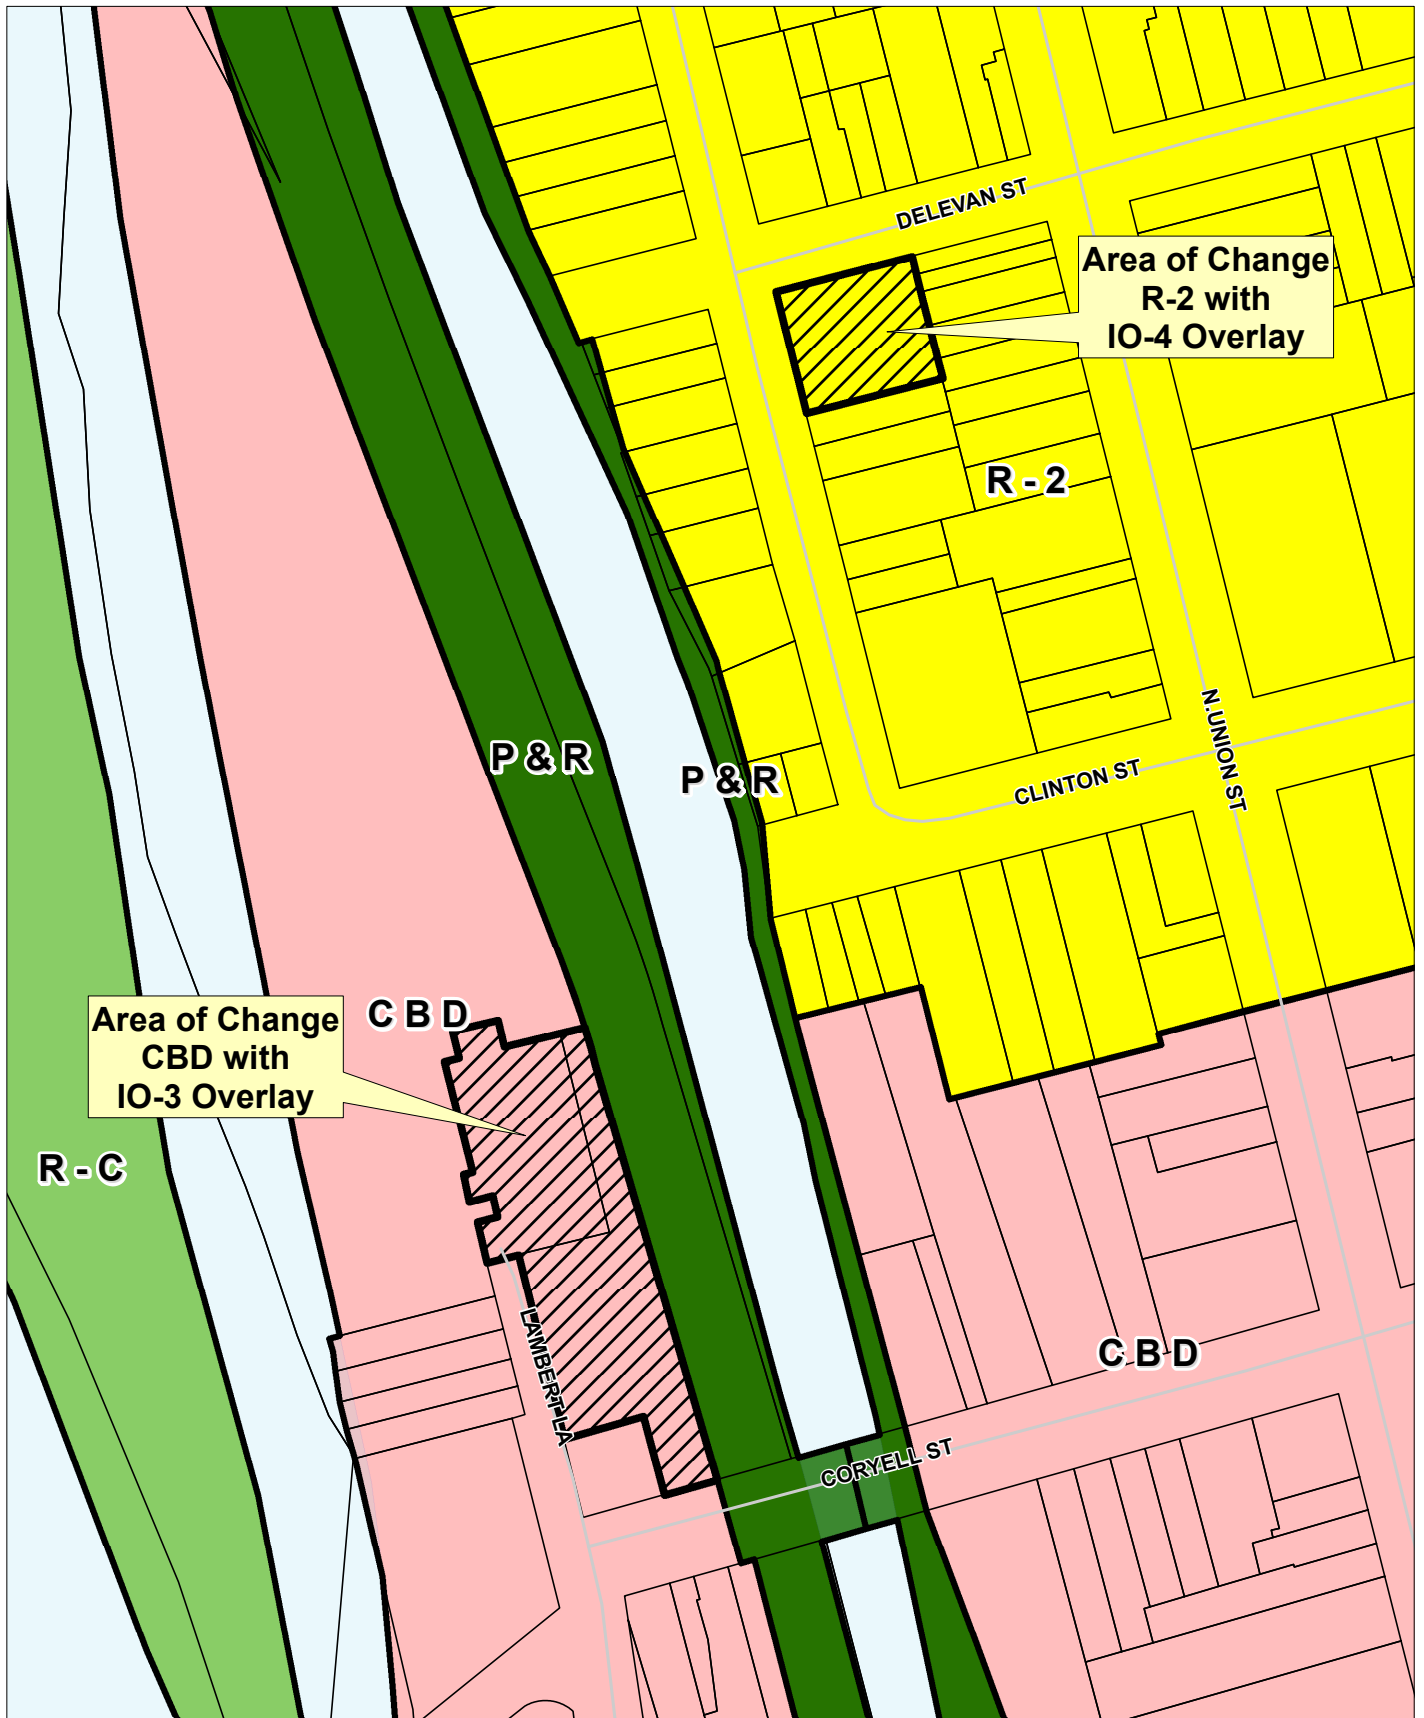 DELEVAN ST
Area of Change
R-2 with
IO-4 Overlay
R - 2
N.UNION ST
P & R
P & R
CLINTON ST
C B D
Area of Change
CBD with
IO-3 Overlay
R - C
LAMBERT LA
C B D
CORYELL ST